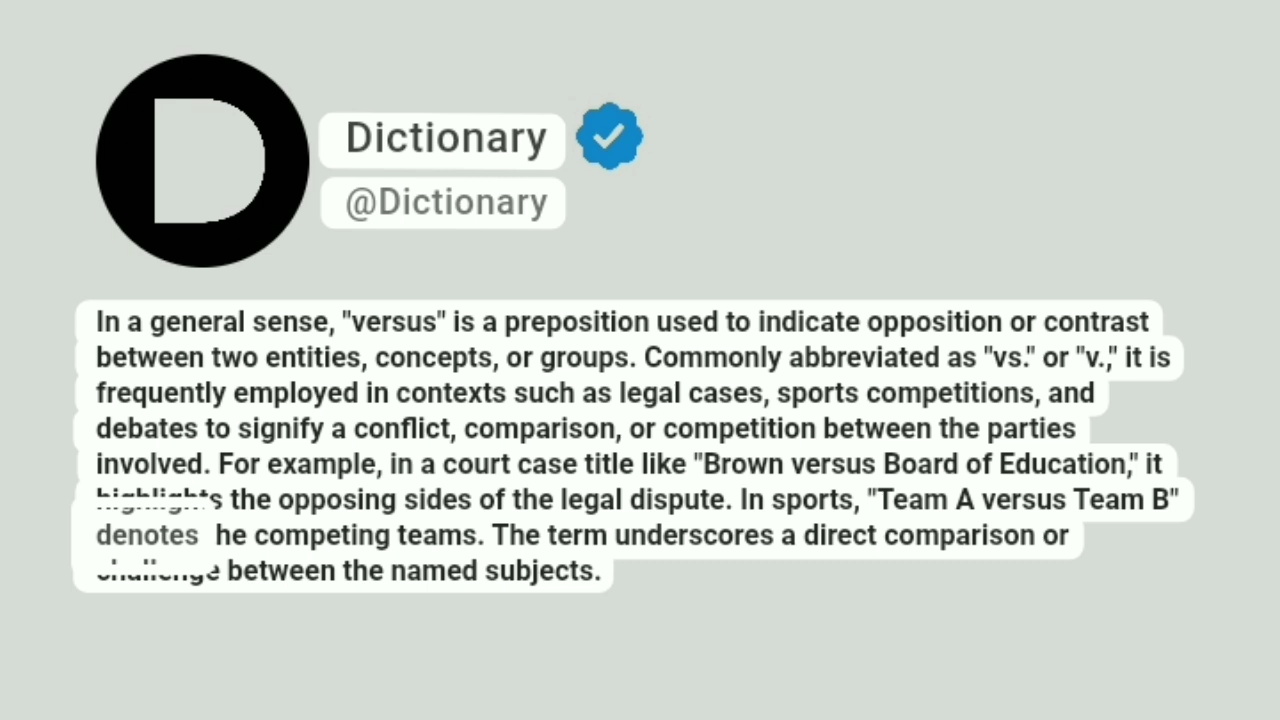 D
Dictionary
@Dictionary
In a general sense, "versus" is a preposition used to indicate opposition or contrast
between two entities, concepts, or groups. Commonly abbreviated as "vs." or "v.," it is
frequently employed in contexts such as legal cases, sports competitions, and
debates to signify a conflict, comparison, or competition between the parties
involved. For example, in a court case title like "Brown versus Board of Education," it
highlights the opposing sides of the legal dispute. In sports, "Team A versus Team B"
denotes he competing teams. The term underscores a direct comparison or
challenge between the named subjects.